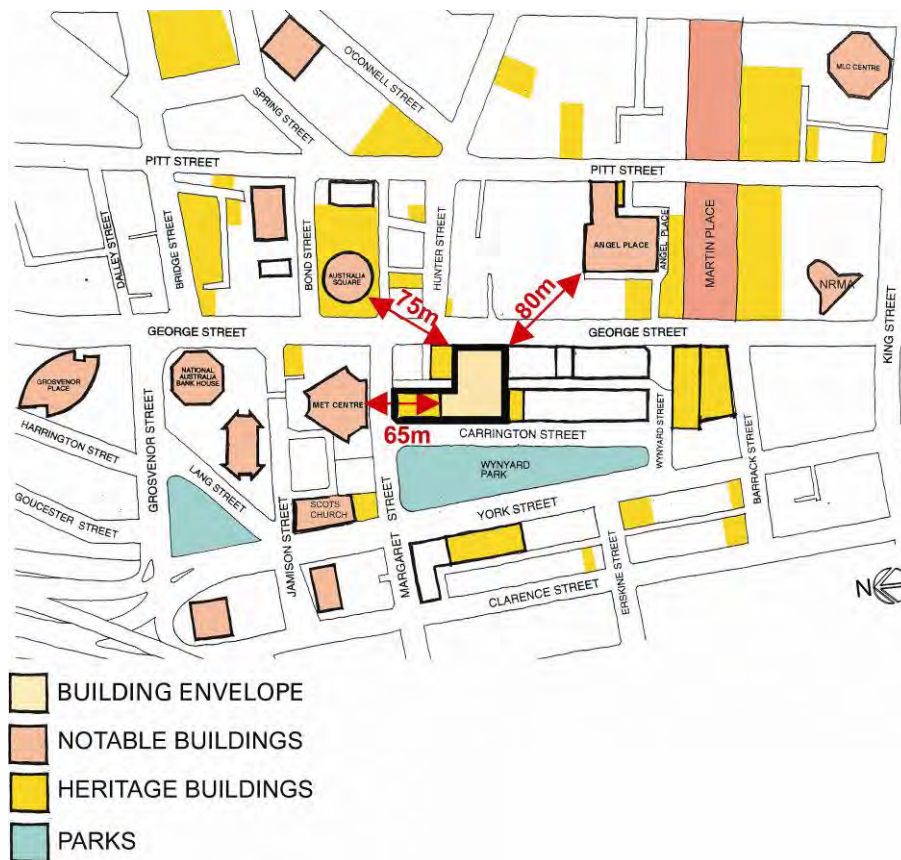 O'CONNELL STREET
MLC CENTRE
SPRING STREET
PITT STREET
PITT STREET
DALLEY STREET
BRIDGE STREET
BOND STREET
HUNTER STREET
ANGEL PLACE
ANGEL PLACE
MARTIN PLACE
AUSTRALIA
SQUARE
NRMA
75m
80m
GEORGE STREET
GEORGE STREET
KING STREET
GROSVENOR
PLACE
NATIONAL
AUSTRALIA
BANK HOUSE
MET CENTRE
65m
CARRINGTON STREET
HARRINGTON STREET
GROSVENOR STREET
LANG STREET
WYNYARD
PARK
WYNYARD STREET
BARRACK STREET
GOUCESTER STREET
JAMISON STREET
SCOTS
CHURCH
MARGARET STREET
YORK STREET
CLARENCE STREET
ERSKINE STREET
N
BUILDING ENVELOPE
NOTABLE BUILDINGS
HERITAGE BUILDINGS
PARKS